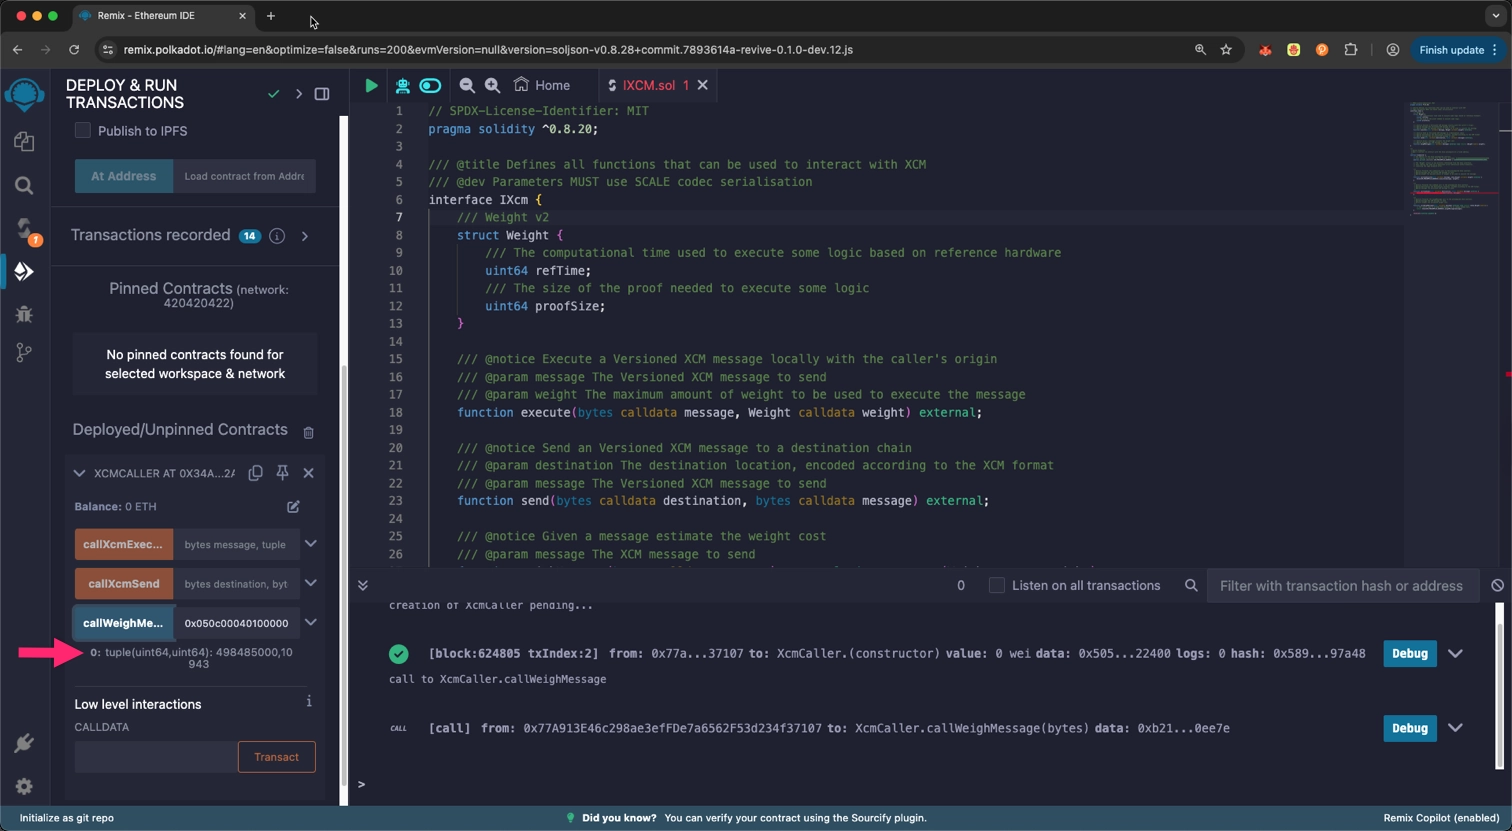 Remix - Ethereum IDE
remix.polkadot.io/#lang=en&optimize=false&runs=200&evmVersion=null&version=soljson-v0.8.28+commit.7893614a-revive-0.1.0-dev.12.js
Finish update
DEPLOY & RUN
TRANSACTIONS
Publish to IPFS
At Address
Load contract from Addre
Transactions recorded 14 i
1
Pinned Contracts (network:
420420422)
No pinned contracts found for
selected workspace & network
Deployed/Unpinned Contracts
XCMCALLER AT 0X34A...2A
Balance: 0 ETH
callXcmExec... bytes message, tuple
callXcmSend bytes destination, byt
callWeighMe... 0x050c00040100000
0: tuple(uint64,uint64): 498485000,10
943
Low level interactions i
CALLDATA
Transact
Home
IXCM.sol 1
1 // SPDX-License-Identifier: MIT
2 pragma solidity ^0.8.20;
3
4 /// @title Defines all functions that can be used to interact with XCM
5 /// @dev Parameters MUST use SCALE codec serialisation
6 interface IXcm {
7 /// Weight v2
8 struct Weight {
9 /// The computational time used to execute some logic based on reference hardware
10 uint64 refTime;
11 /// The size of the proof needed to execute some logic
12 uint64 proofSize;
13 }
14
15 /// @notice Execute a Versioned XCM message locally with the caller's origin
16 /// @param message The Versioned XCM message to send
17 /// @param weight The maximum amount of weight to be used to execute the message
18 function execute(bytes calldata message, Weight calldata weight) external;
19
20 /// @notice Send an Versioned XCM message to a destination chain
21 /// @param destination The destination location, encoded according to the XCM format
22 /// @param message The Versioned XCM message to send
23 function send(bytes calldata destination, bytes calldata message) external;
24
25 /// @notice Given a message estimate the weight cost
26 /// @param message The XCM message to send
0
Listen on all transactions
Filter with transaction hash or address
creation of XcmCaller pending...
[block:624805 txIndex:2] from: 0x77a...37107 to: XcmCaller.(constructor) value: 0 wei data: 0x505...22400 logs: 0 hash: 0x589...97a48
Debug
call to XcmCaller.callWeighMessage
CALL [call] from: 0x77A913E46c298ae3efFDe7a6562F53d234f37107 to: XcmCaller.callWeighMessage(bytes) data: 0xb21...0ee7e
Debug
>
Initialize as git repo
Did you know? You can verify your contract using the Sourcify plugin.
Remix Copilot (enabled)